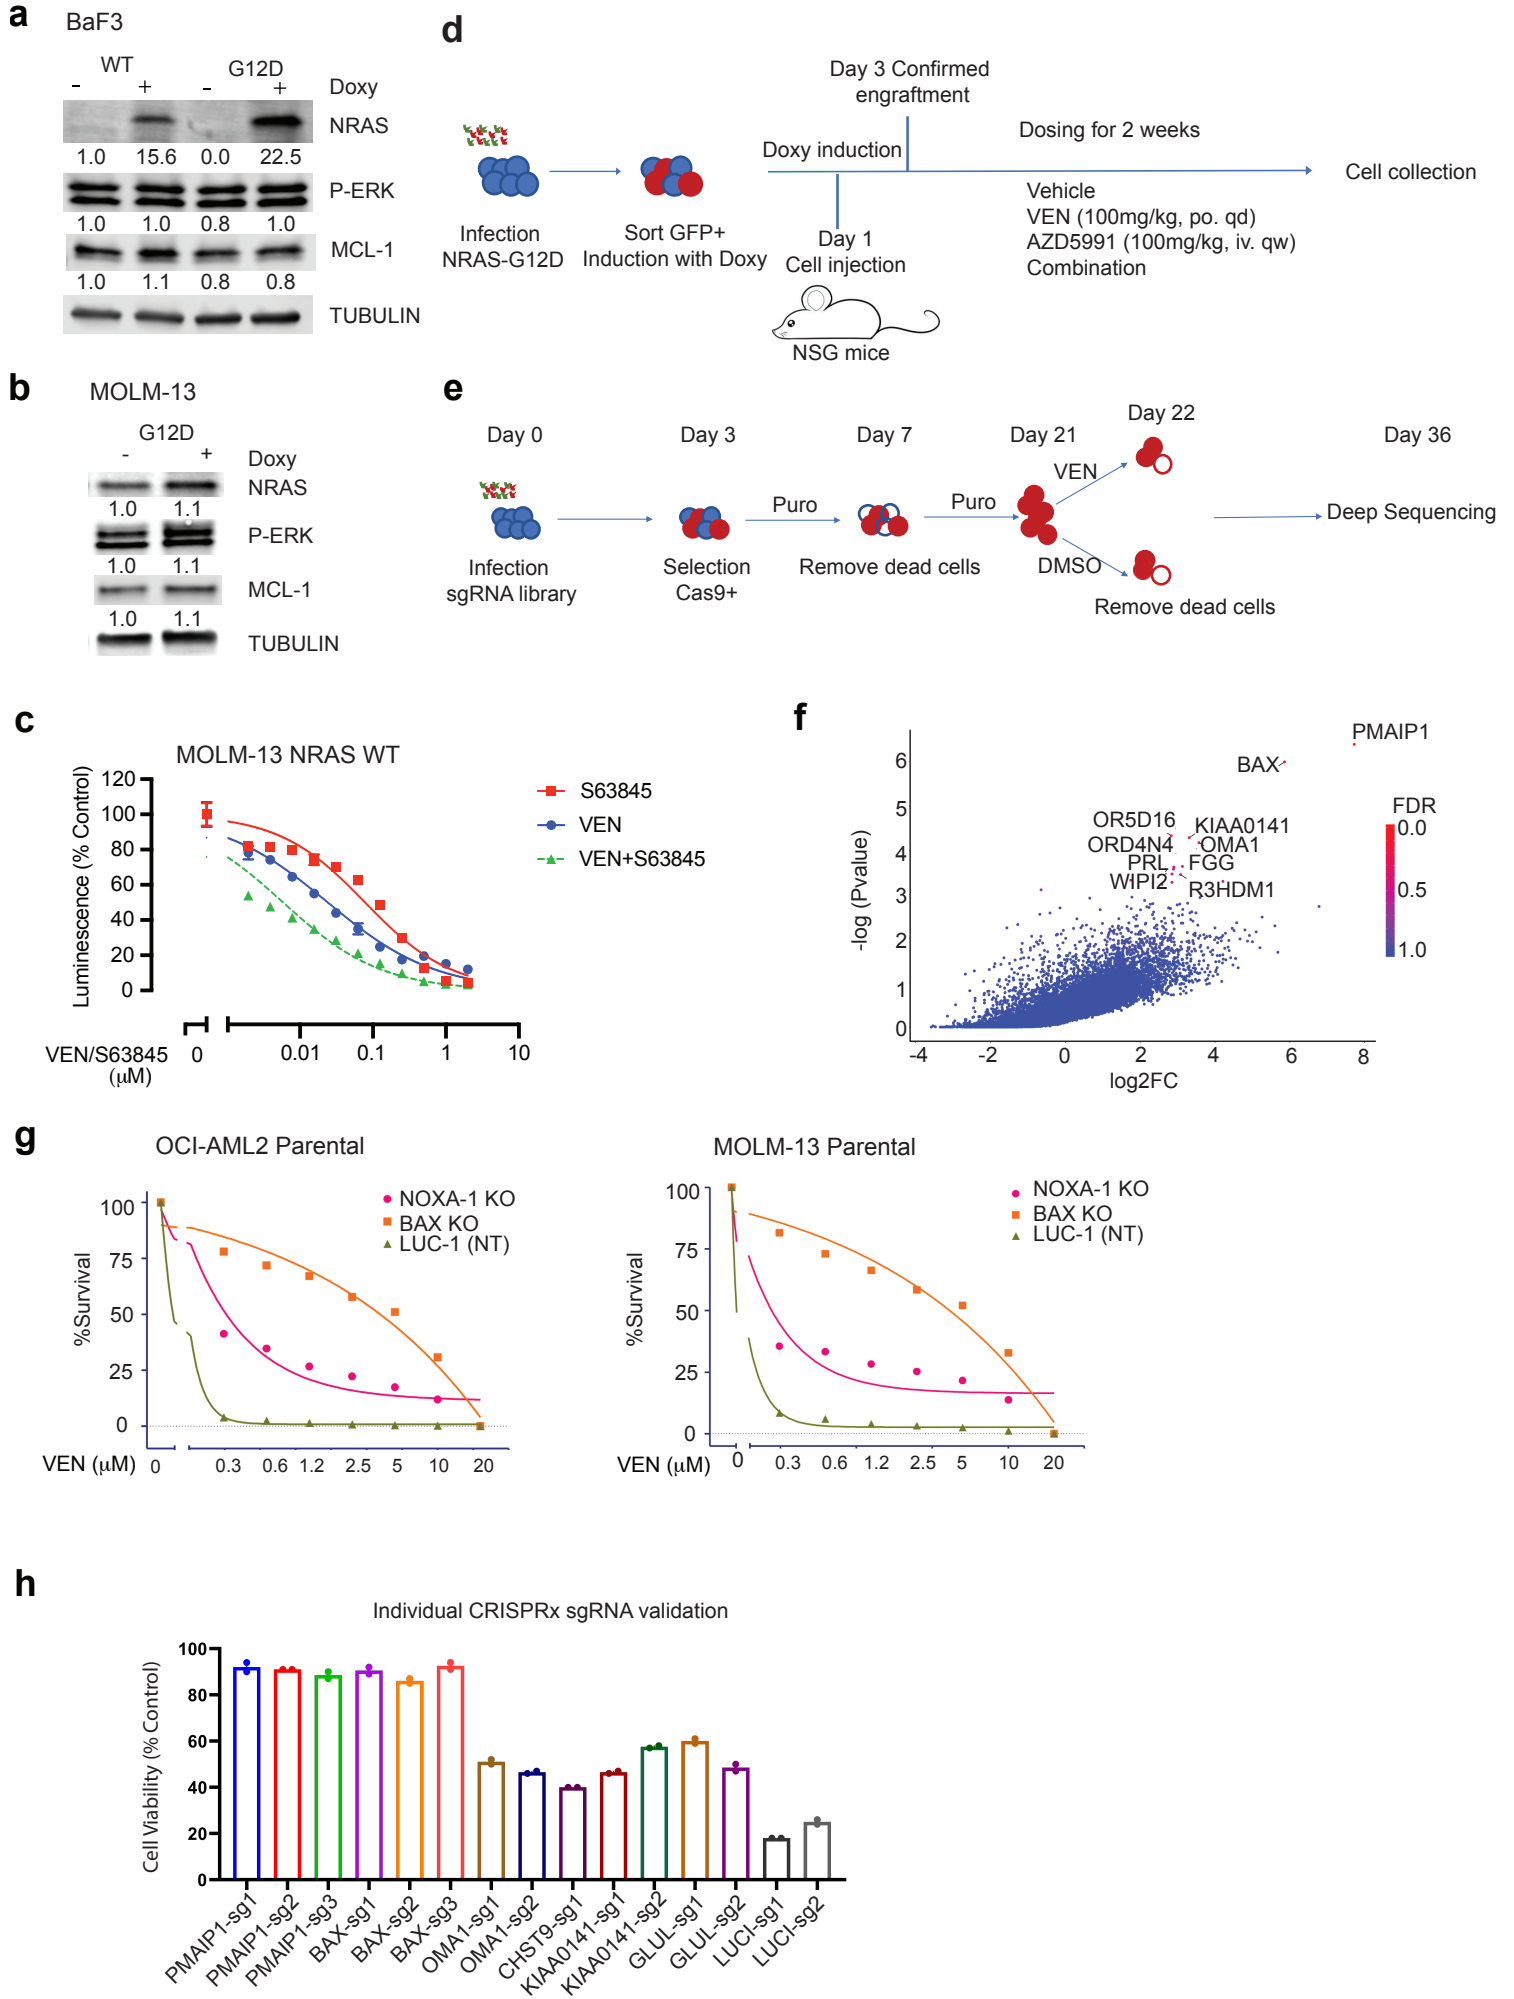 a
BaF3
WT
G12D
- + - + Doxy
NRAS
1.0 15.6 0.0 22.5
P-ERK
1.0 1.0 0.8 1.0
MCL-1
1.0 1.1 0.8 0.8
TUBULIN
b
MOLM-13
G12D
- + Doxy
NRAS
1.0 1.1
P-ERK
1.0 1.1
MCL-1
1.0 1.1
TUBULIN
c
MOLM-13 NRAS WT
Luminescence (% Control)
120
100
80
60
40
20
0
S63845
VEN
VEN+S63845
0 0.01 0.1 1 10
VEN/S63845
(μM)
d
Infection
NRAS-G12D
Sort GFP+
Induction with Doxy
Doxy induction
Day 3 Confirmed
engraftment
Day 1
Cell injection
NSG mice
Dosing for 2 weeks
Vehicle
VEN (100mg/kg, po. qd)
AZD5991 (100mg/kg, iv. qw)
Combination
Cell collection
e
Day 0
Day 3
Day 7
Day 21
Day 22
Day 36
Infection
sgRNA library
Selection
Cas9+
Puro
Remove dead cells
Puro
VEN
DMSO
Remove dead cells
Deep Sequencing
f
-log (Pvalue)
6
5
4
3
2
1
0
-4 -2 0 2 4 6 8
log2FC
PMAIP1
BAX
OR5D16
KIAA0141
ORD4N4
OMA1
PRL
FGG
WIPI2
R3HDM1
FDR
0.0
0.5
1.0
g
OCI-AML2 Parental
%Survival
100
75
50
25
0
NOXA-1 KO
BAX KO
LUC-1 (NT)
VEN (μM) 0 0.3 0.6 1.2 2.5 5 10 20
MOLM-13 Parental
%Survival
100
75
50
25
0
NOXA-1 KO
BAX KO
LUC-1 (NT)
VEN (μM) 0 0.3 0.6 1.2 2.5 5 10 20
h
Individual CRISPRx sgRNA validation
Cell Viability (% Control)
100
80
60
40
20
0
PMAIP1-sg1
PMAIP1-sg2
PMAIP1-sg3
BAX-sg1
BAX-sg2
BAX-sg3
OMA1-sg1
OMA1-sg2
CHST9-sg1
KIAA0141-sg1
KIAA0141-sg2
GLUL-sg1
GLUL-sg2
LUCI-sg1
LUCI-sg2